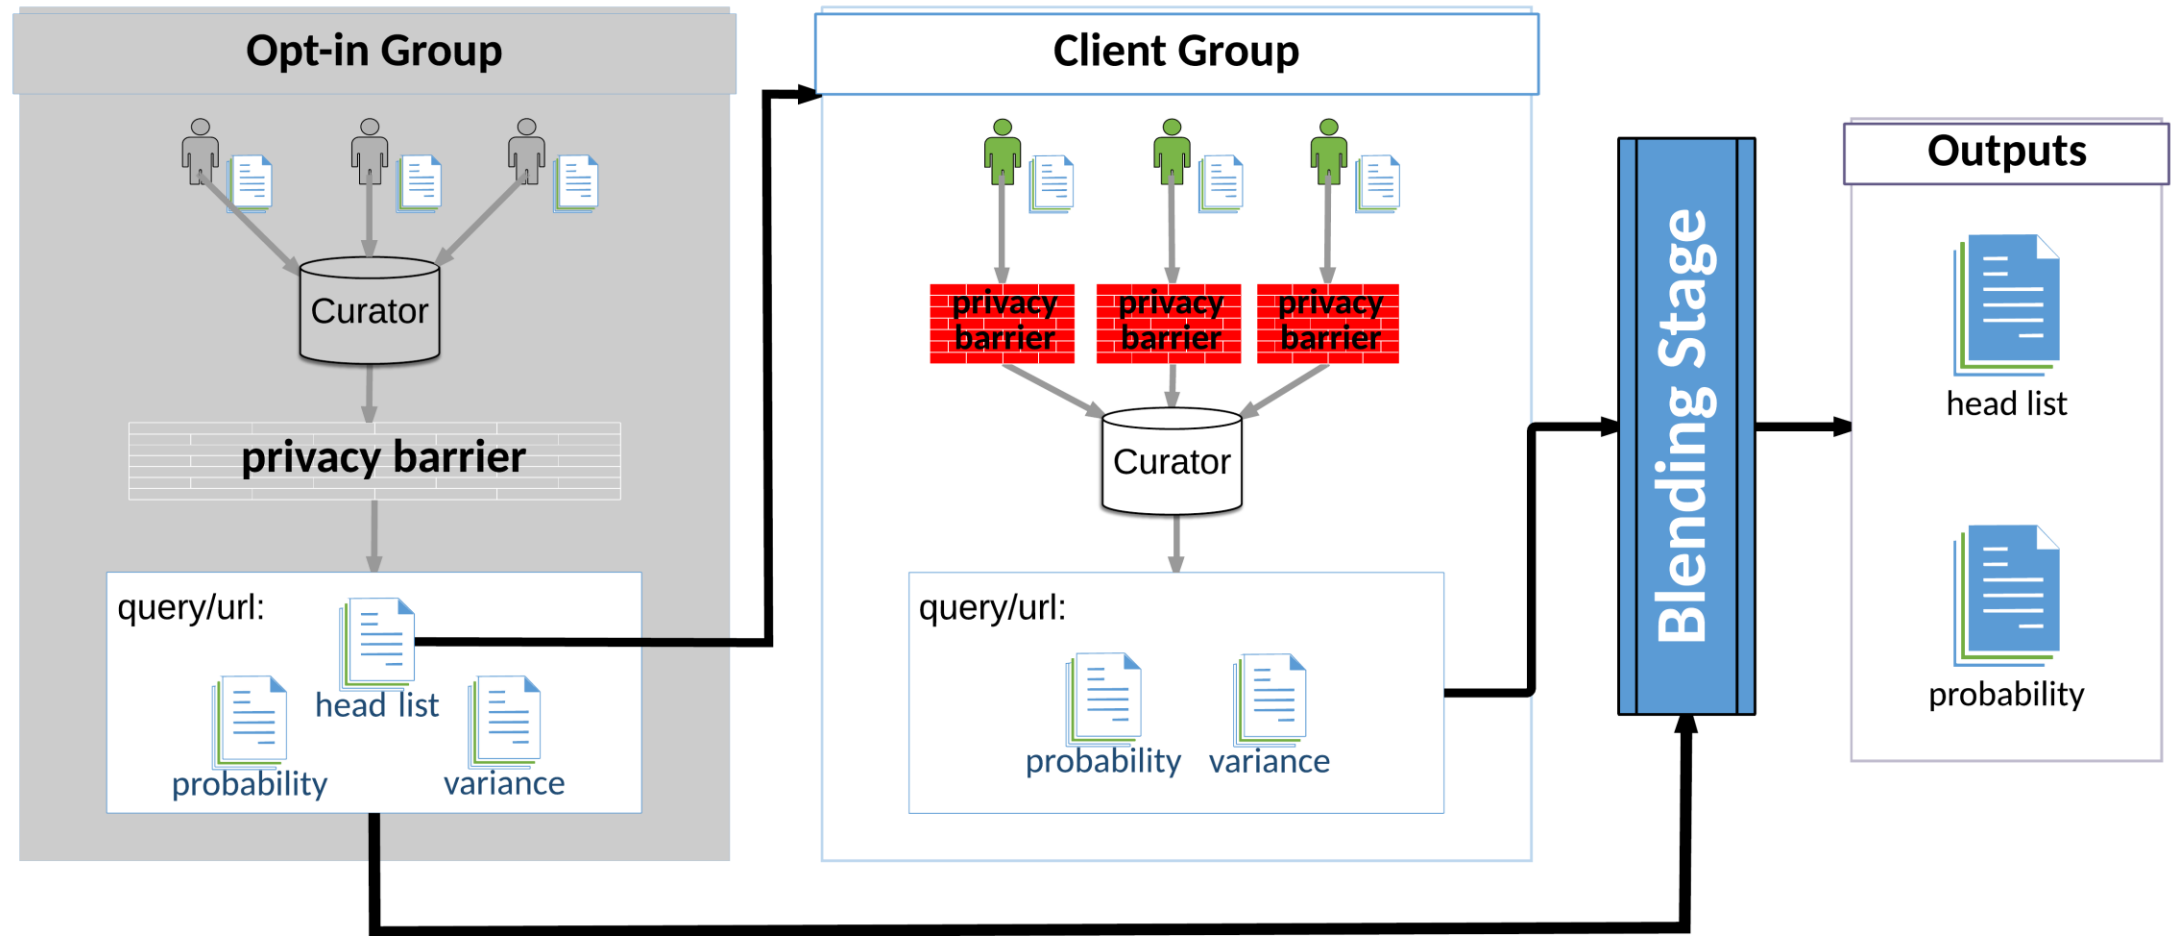 Opt-in Group
Curator
privacy barrier
query/url:
head list
probability
variance
Client Group
privacy
barrier
privacy
barrier
privacy
barrier
Curator
query/url:
probability
variance
Blending Stage
Outputs
head list
probability